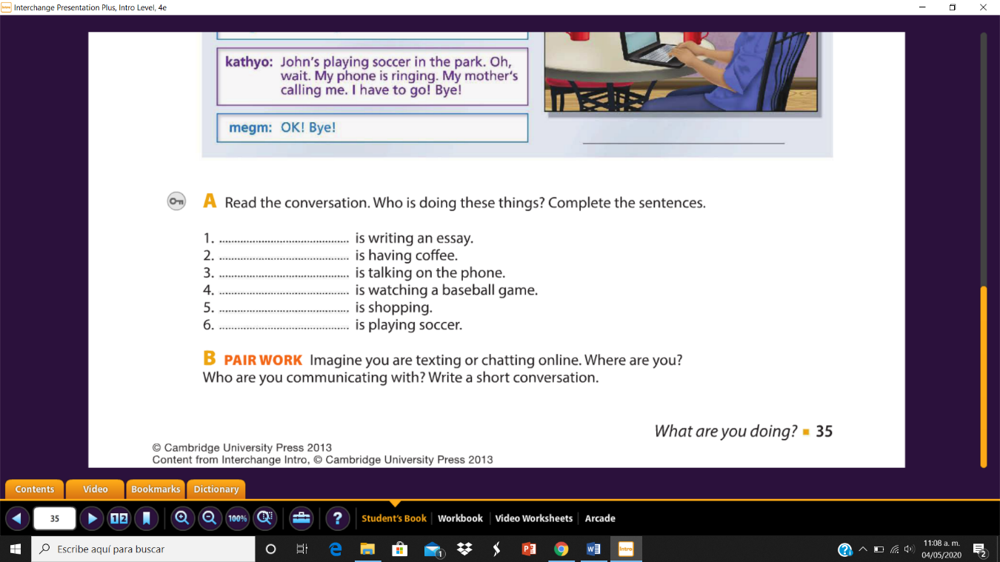 Intro Interchange Presentation Plus, Intro Level, 4e
kathyo: John's playing soccer in the park. Oh,
wait. My phone is ringing. My mother's
calling me. I have to go! Bye!
megm: OK! Bye!
A Read the conversation. Who is doing these things? Complete the sentences.
1. ........................................ is writing an essay.
2. ........................................ is having coffee.
3. ........................................ is talking on the phone.
4. ........................................ is watching a baseball game.
5. ........................................ is shopping.
6. ........................................ is playing soccer.
B PAIR WORK Imagine you are texting or chatting online. Where are you?
Who are you communicating with? Write a short conversation.
What are you doing? ■ 35
© Cambridge University Press 2013
Content from Interchange Intro, © Cambridge University Press 2013
Contents Video Bookmarks Dictionary
35 12 100% ? Student's Book Workbook Video Worksheets Arcade
Escribe aquí para buscar 1 Intro 11:08 a. m.
04/05/2020 2